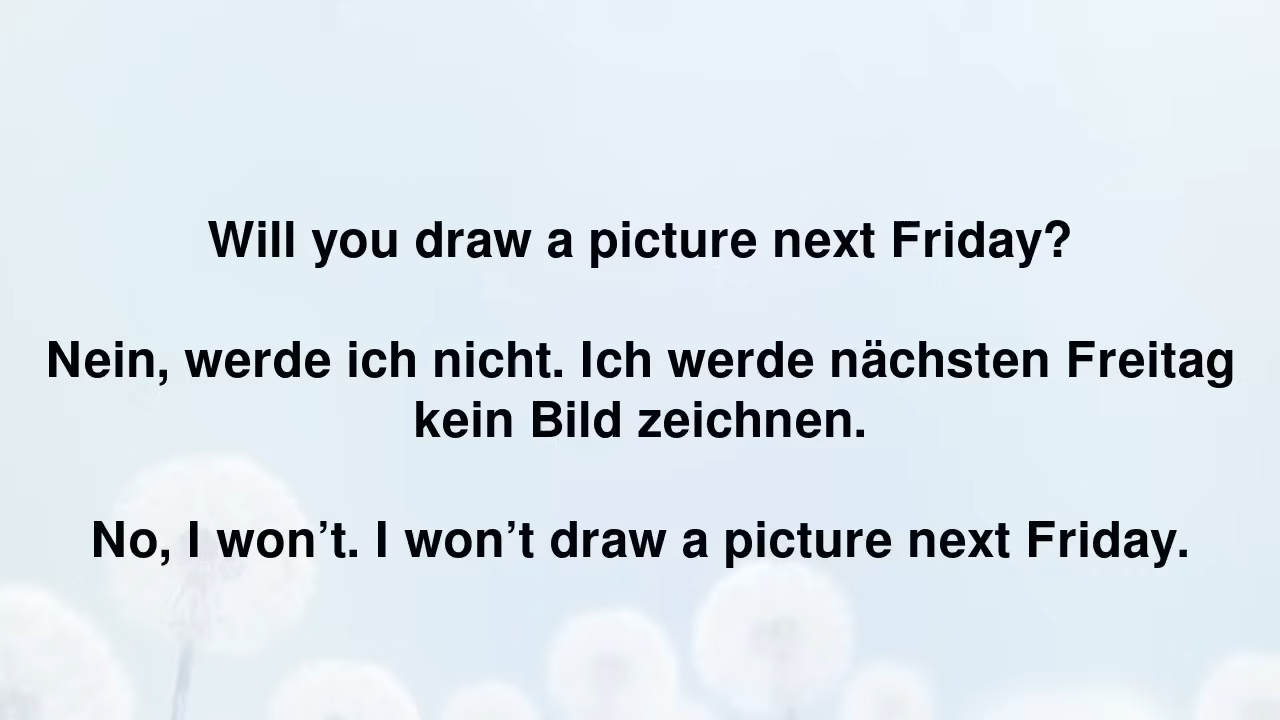 Will you draw a picture next Friday?
Nein, werde ich nicht. Ich werde nächsten Freitag
kein Bild zeichnen.
No, I won’t. I won’t draw a picture next Friday.